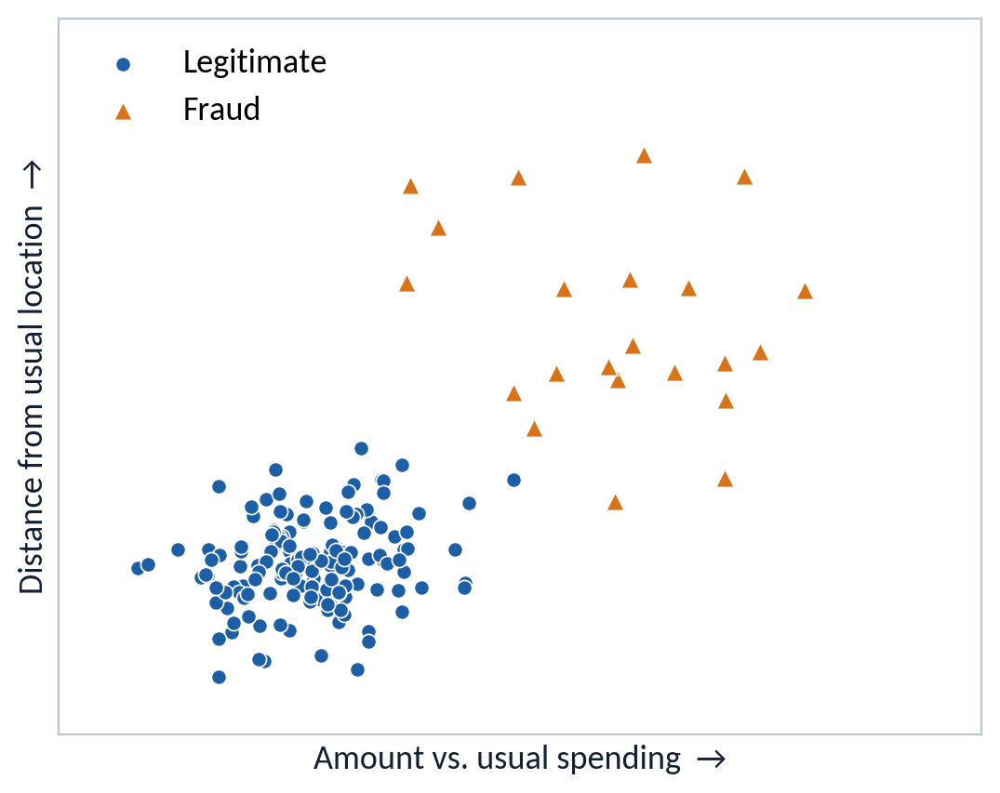 Legitimate
Fraud
Distance from usual location →
Amount vs. usual spending →